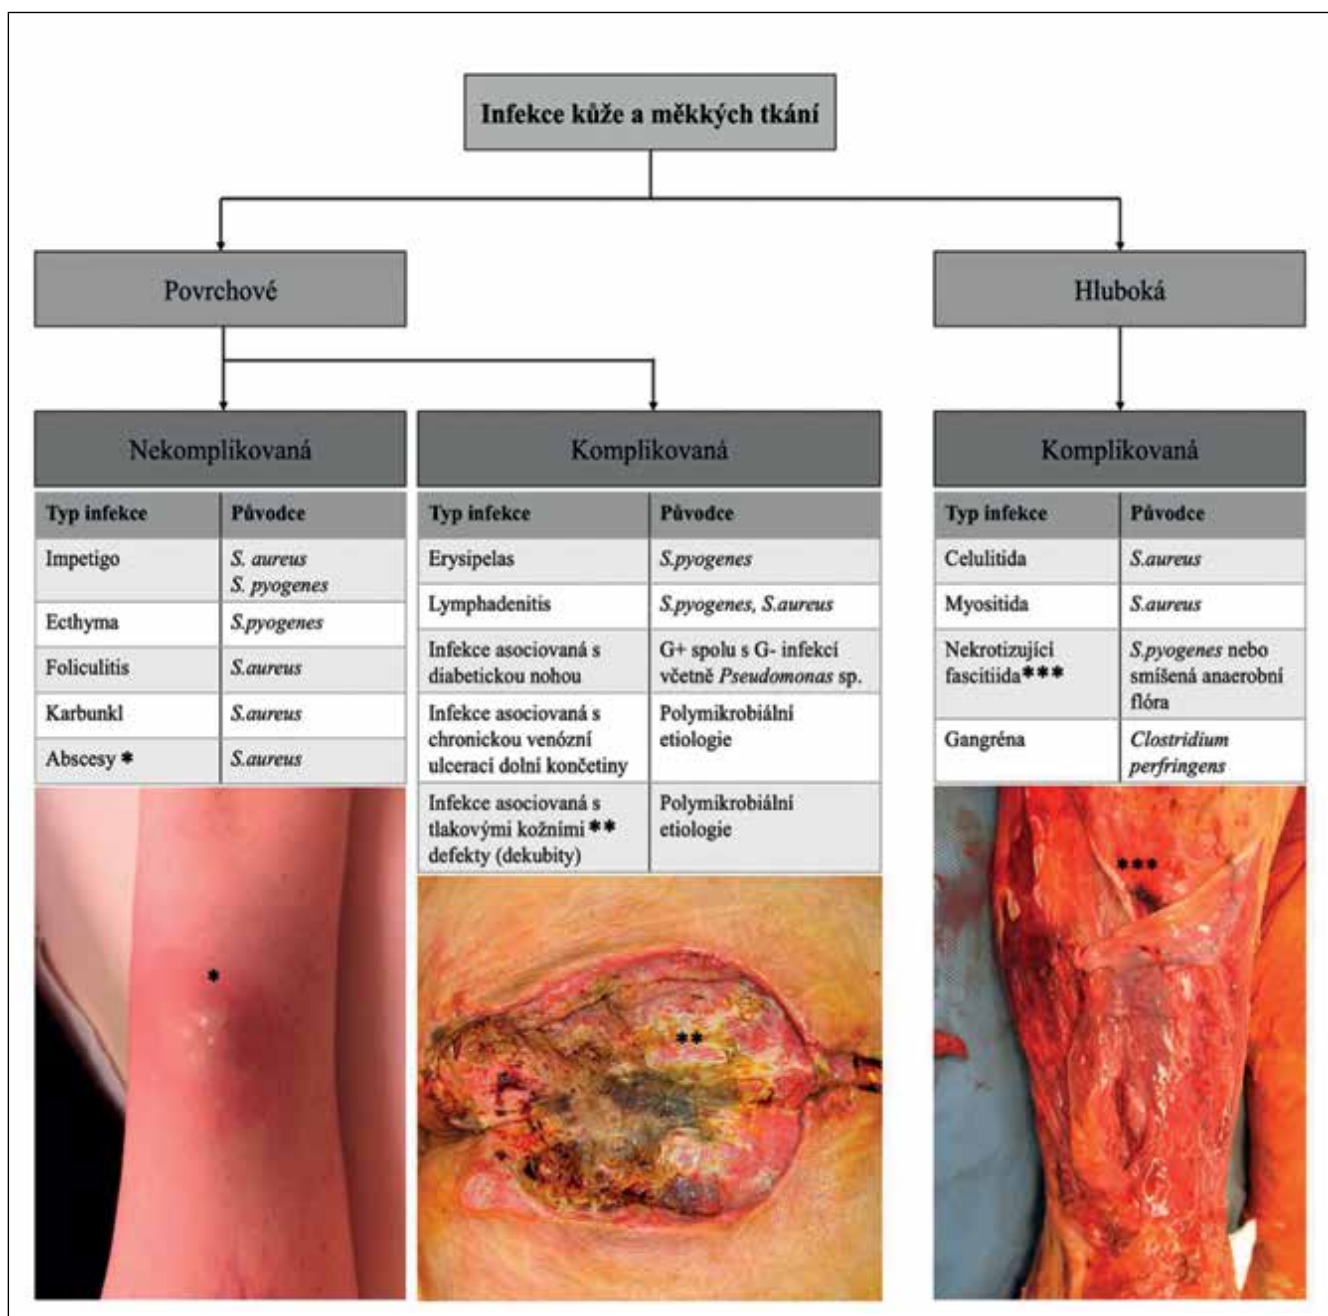 Infekce kůže a měkkých tkání
Povrchové
Hluboká
Nekomplikovaná
Komplikovaná
Komplikovaná
Typ infekce
Původce
Impetigo
S. aureus
S. pyogenes
Ecthyma
S.pyogenes
Foliculitis
S.aureus
Karbunkl
S.aureus
Abscesy *
S.aureus
*
Typ infekce
Původce
Erysipelas
S.pyogenes
Lymphadenitis
S.pyogenes, S.aureus
Infekce asociovaná s
diabetickou nohou
G+ spolu s G- infekcí
včetně Pseudomonas sp.
Infekce asociovaná s
chronickou venózní
ulcerací dolní končetiny
Polymikrobiální
etiologie
Infekce asociovaná s
tlakovými kožními **
defekty (dekubity)
Polymikrobiální
etiologie
**
Typ infekce
Původce
Celulitida
S.aureus
Myositida
S.aureus
Nekrotizující
fascitiida***
S.pyogenes nebo
smíšená anaerobní
flóra
Gangréna
Clostridium
perfringens
***